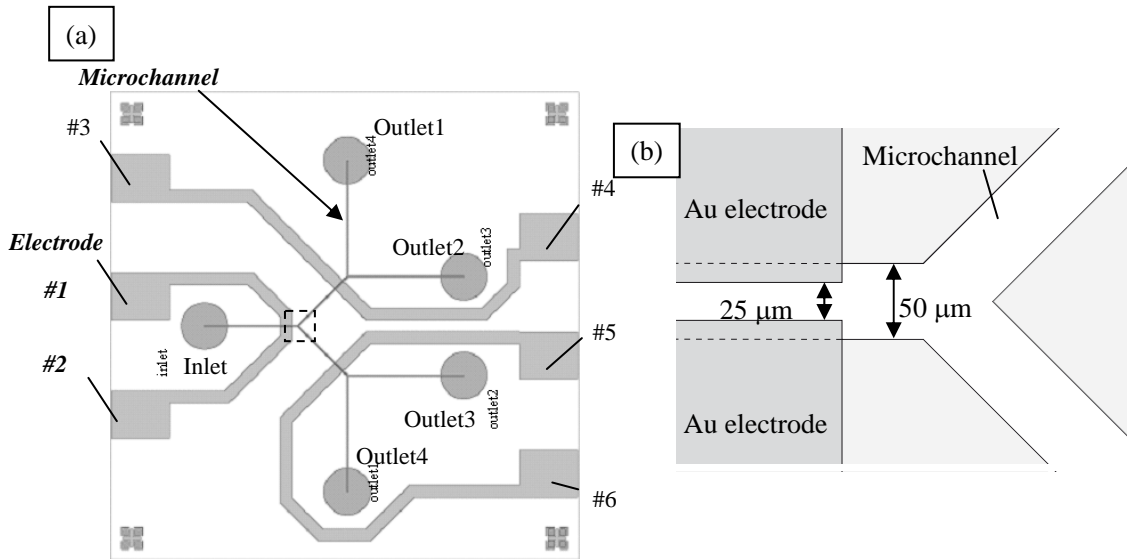 (a)
Microchannel
#3
Outlet1
outlet4
#4
Outlet2
outlet3
Electrode
#1
#5
inlet
Inlet
#2
Outlet3
outlet2
Outlet4
outlet1
#6
(b)
Microchannel
Au electrode
25 μm
50 μm
Au electrode